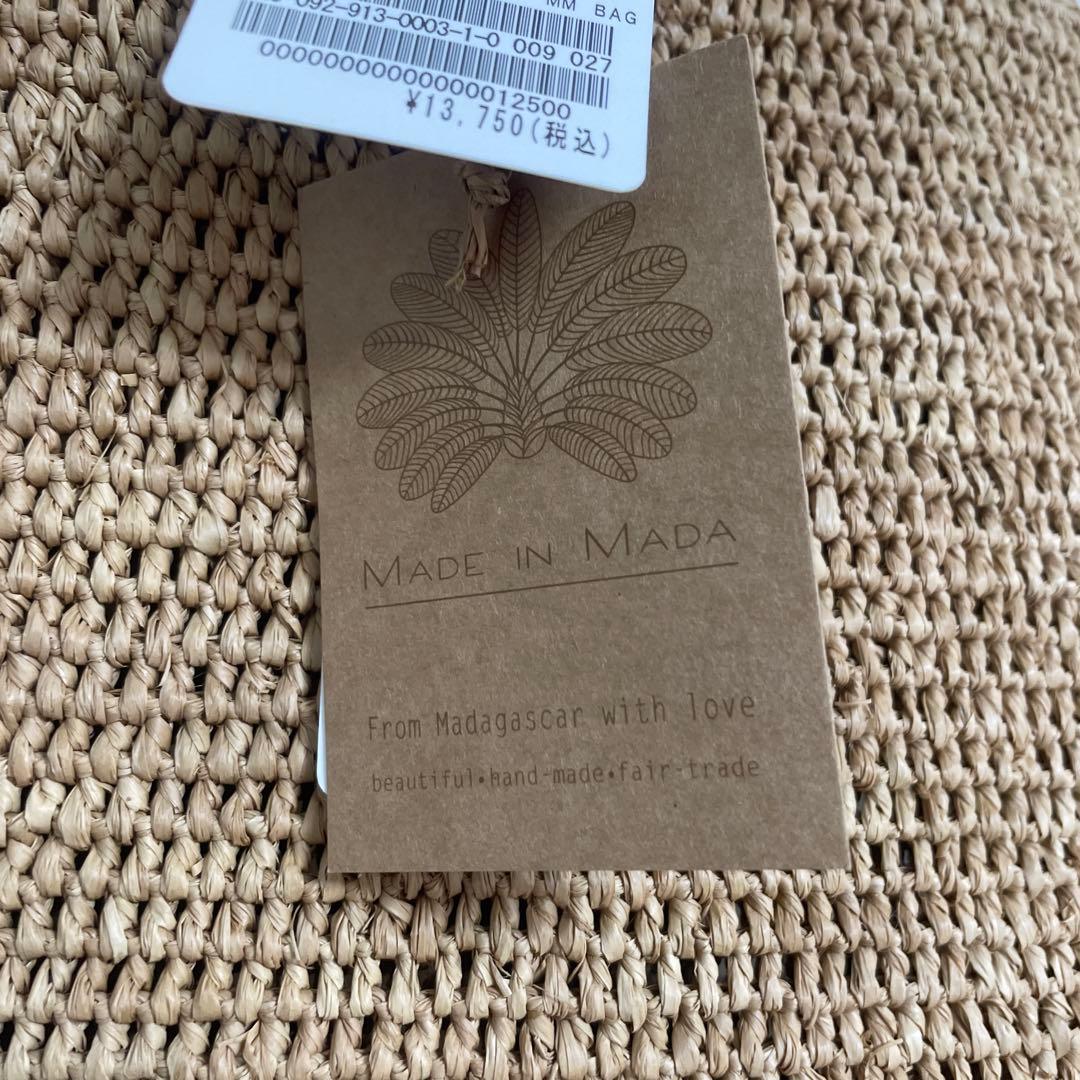 MM BAG
092-913-0003-1-0 009 027
0000000000000012500
¥13,750(税込)
MADE IN MADA
From Madagascar with love
beautiful•hand-made•fair-trade